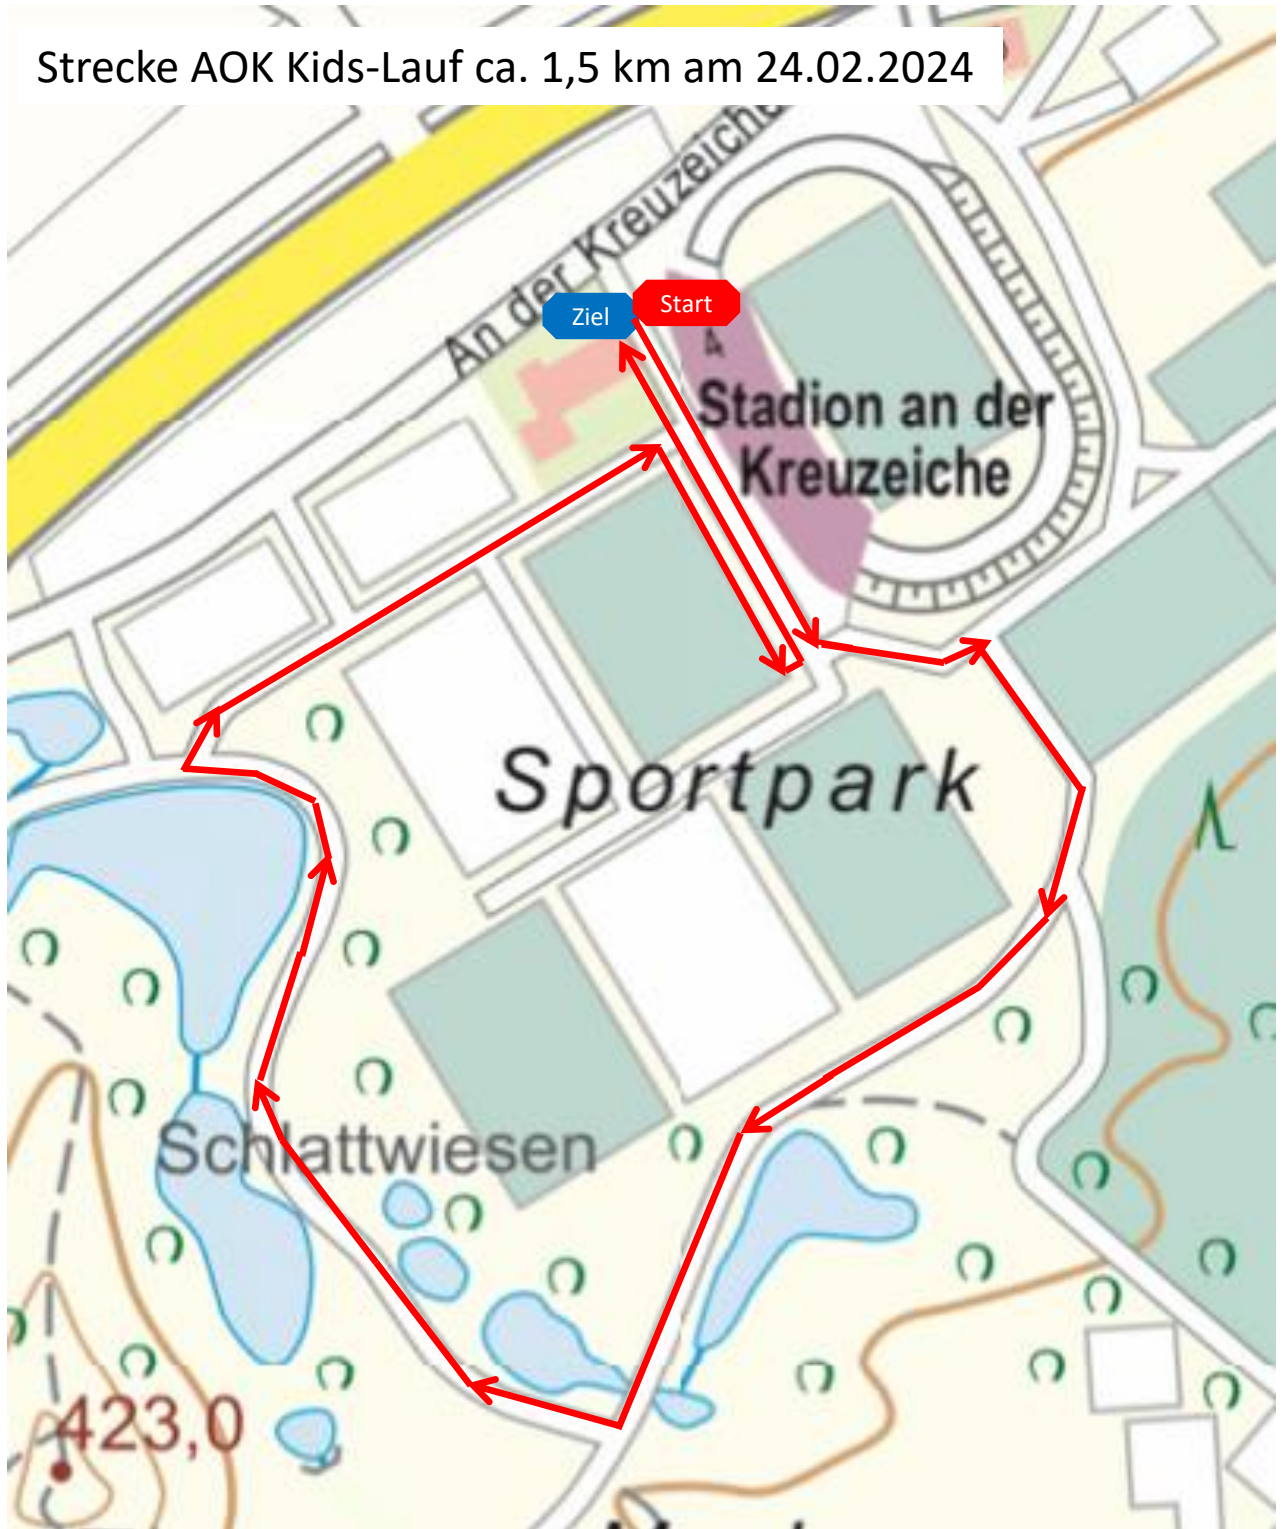 Strecke AOK Kids-Lauf ca. 1,5 km am 24.02.2024
An der Kreuzeiche
Ziel
Start
Stadion an der
Kreuzeiche
Sportpark
Schlattwiesen
423,0